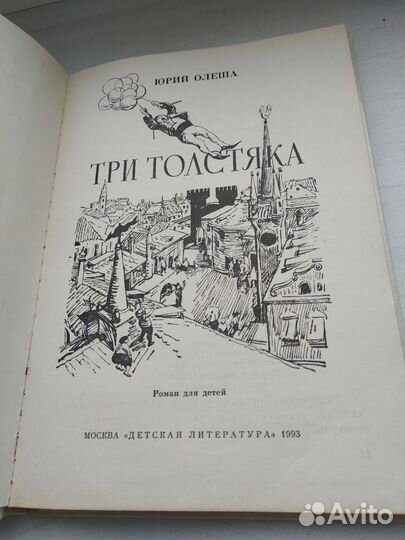 ЮРИЙ ОЛЕША
ТРИ ТОЛСТЯКА
Роман для детей
МОСКВА «ДЕТСКАЯ ЛИТЕРАТУРА» 1993
Avito